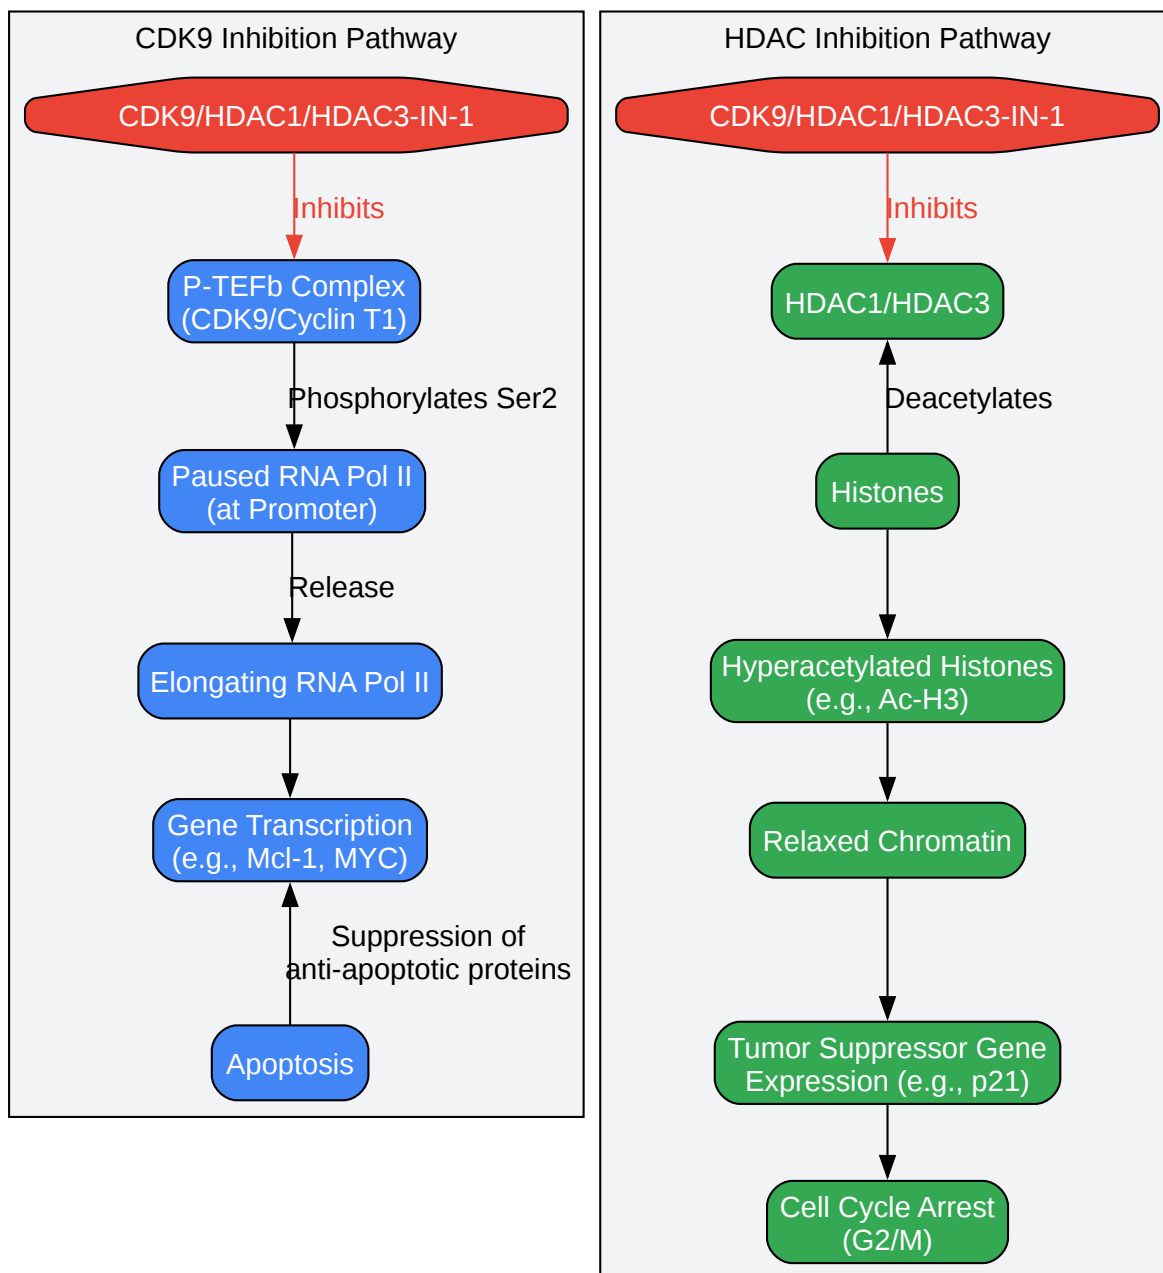 CDK9 Inhibition Pathway
CDK9/HDAC1/HDAC3-IN-1
Inhibits
P-TEFb Complex
(CDK9/Cyclin T1)
Phosphorylates Ser2
Paused RNA Pol II
(at Promoter)
Release
Elongating RNA Pol II
Gene Transcription
(e.g., Mcl-1, MYC)
Suppression of
anti-apoptotic proteins
Apoptosis
HDAC Inhibition Pathway
CDK9/HDAC1/HDAC3-IN-1
Inhibits
HDAC1/HDAC3
Deacetylates
Histones
Hyperacetylated Histones
(e.g., Ac-H3)
Relaxed Chromatin
Tumor Suppressor Gene
Expression (e.g., p21)
Cell Cycle Arrest
(G2/M)